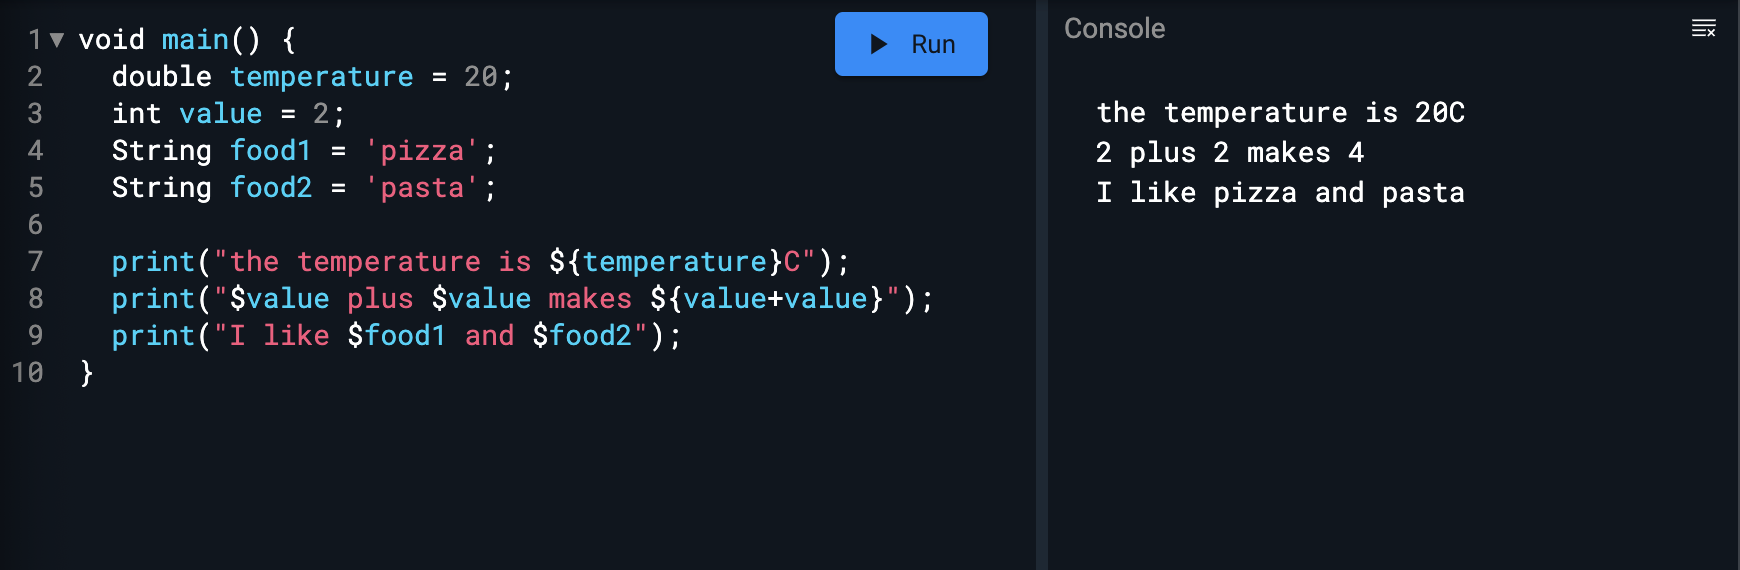 1 void main() {
2 double temperature = 20;
3 int value = 2;
4 String food1 = 'pizza';
5 String food2 = 'pasta';
6
7 print("the temperature is ${temperature}C");
8 print("$value plus $value makes ${value+value}");
9 print("I like $food1 and $food2");
10 }
Run
Console
the temperature is 20C
2 plus 2 makes 4
I like pizza and pasta